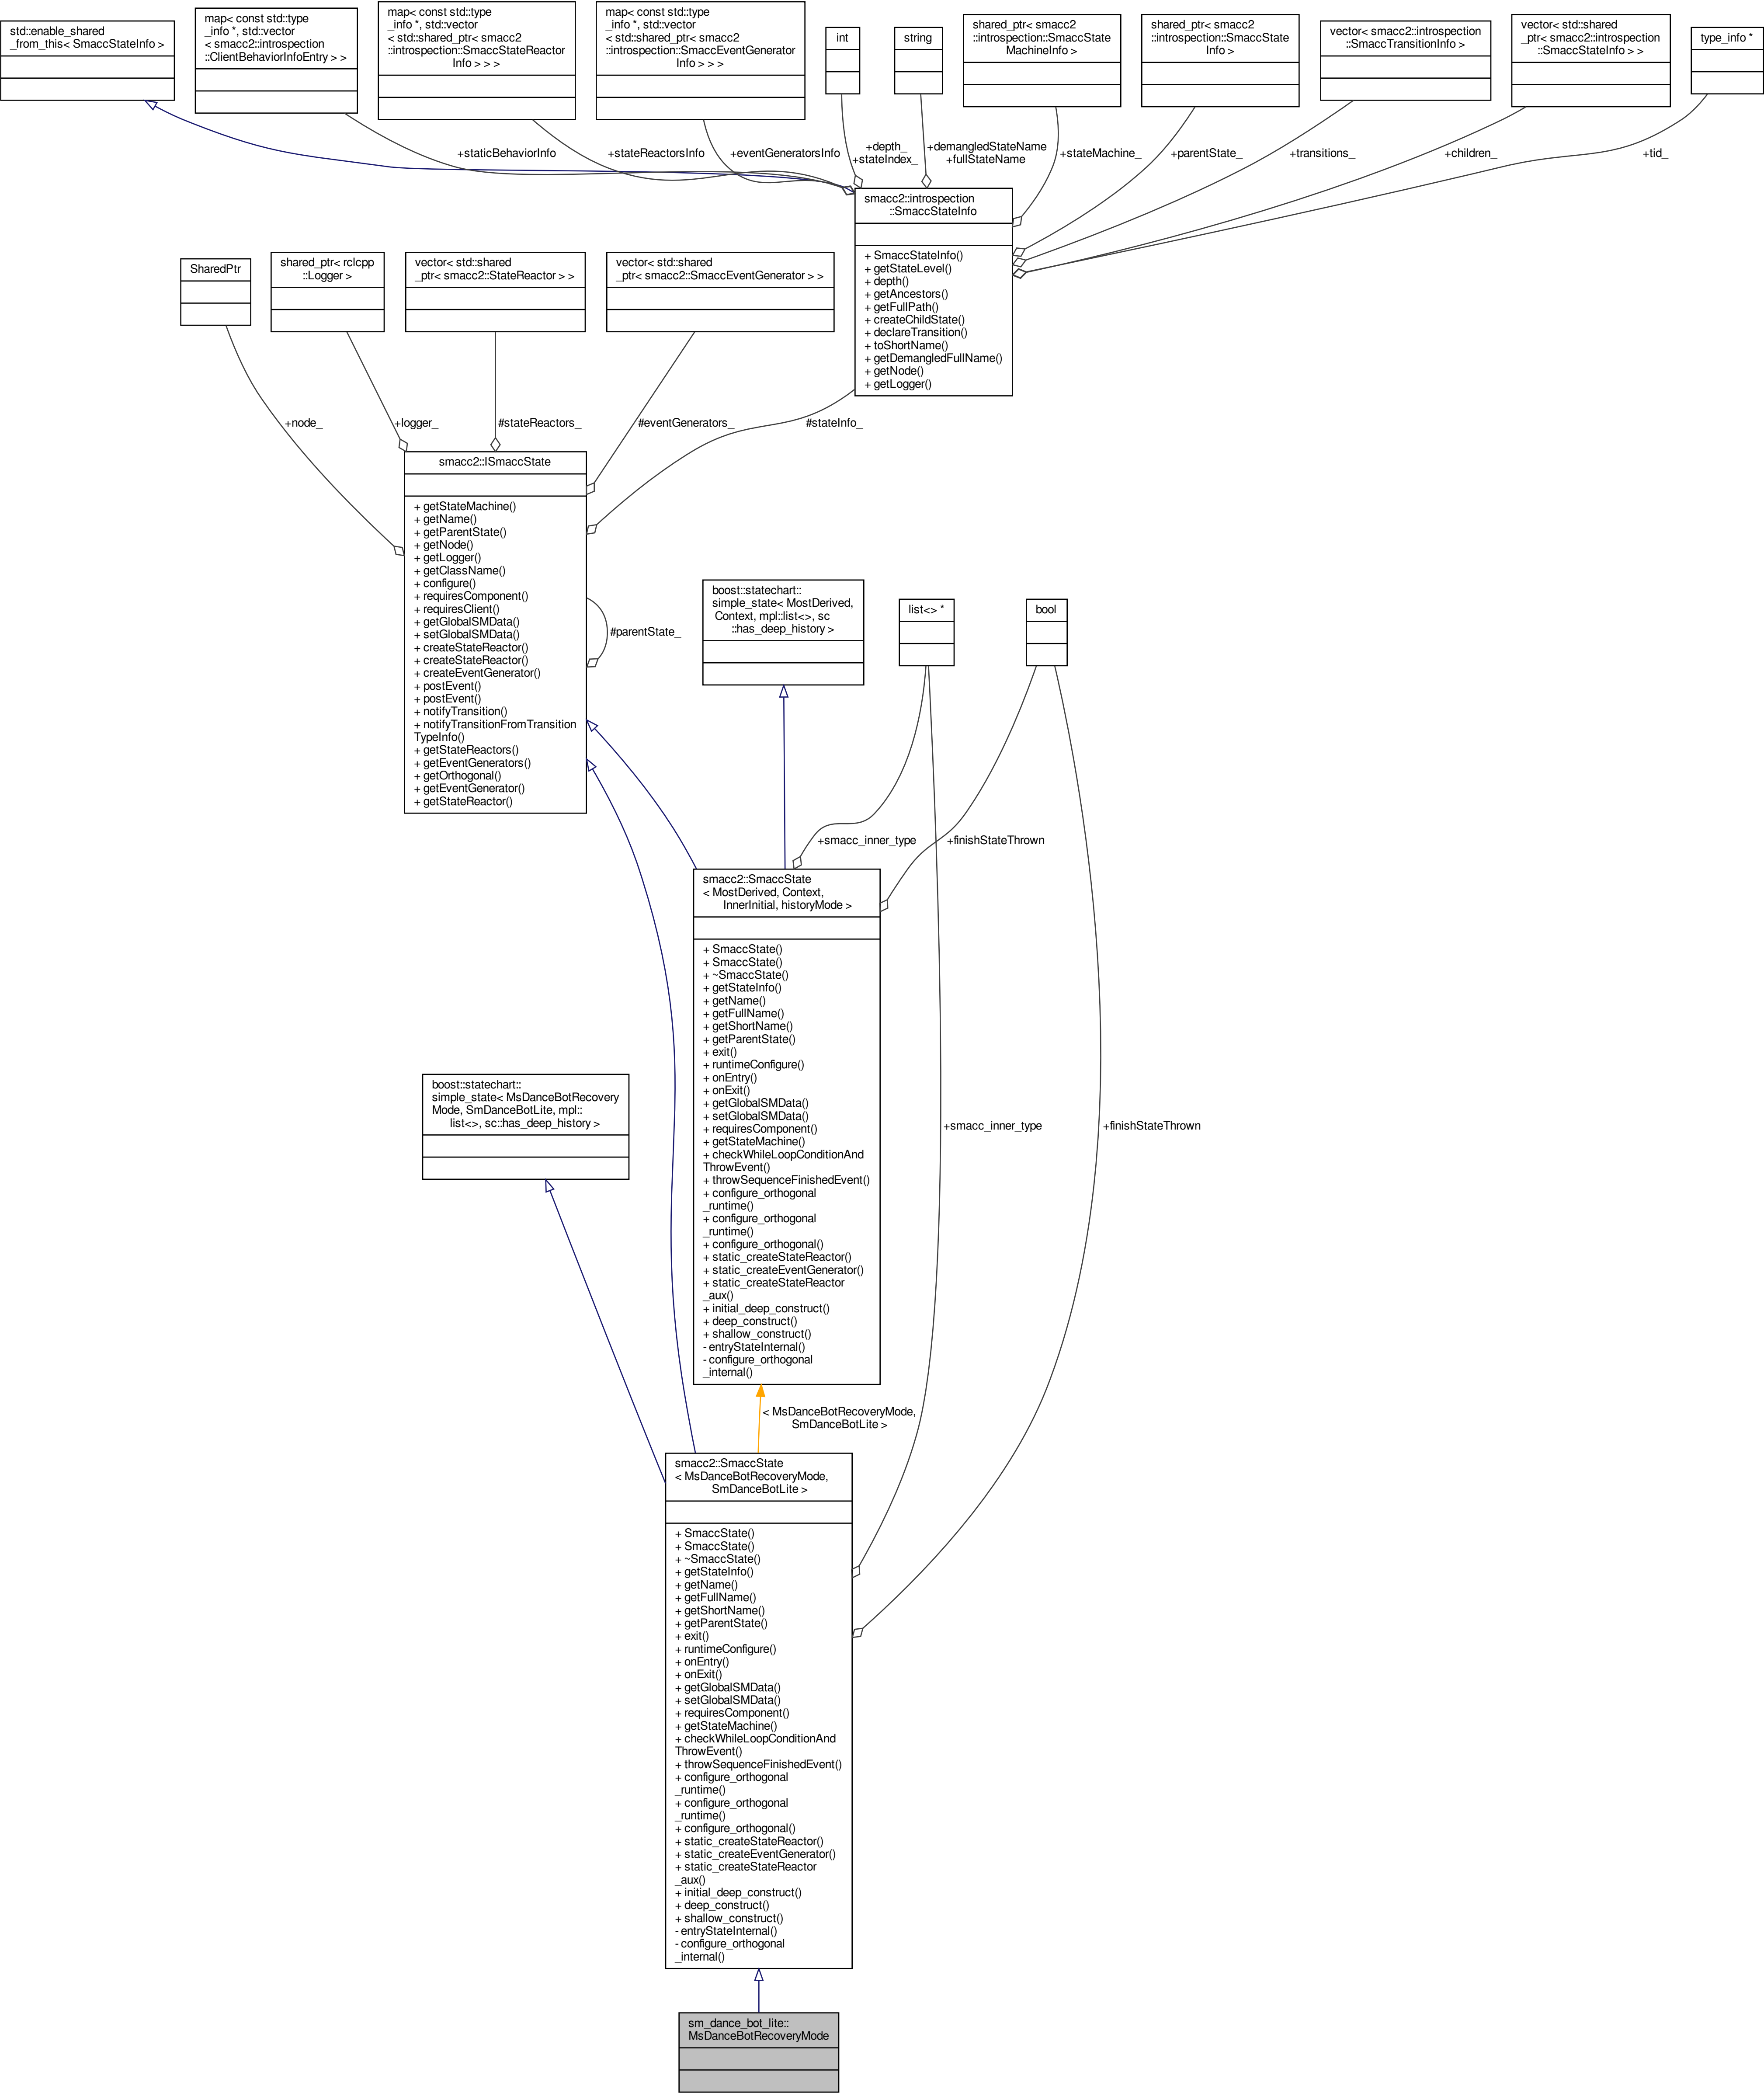 std::enable_shared
_from_this< SmaccStateInfo >
map< const std::type
_info *, std::vector
< smacc2::introspection
::ClientBehaviorInfoEntry > >
map< const std::type
_info *, std::vector
< std::shared_ptr< smacc2
::introspection::SmaccStateReactor
Info > > >
map< const std::type
_info *, std::vector
< std::shared_ptr< smacc2
::introspection::SmaccEventGenerator
Info > > >
int
string
shared_ptr< smacc2
::introspection::SmaccState
MachineInfo >
shared_ptr< smacc2
::introspection::SmaccState
Info >
vector< smacc2::introspection
::SmaccTransitionInfo >
vector< std::shared
_ptr< smacc2::introspection
::SmaccStateInfo > >
type_info *
+staticBehaviorInfo
+stateReactorsInfo
+eventGeneratorsInfo
+depth_
+stateIndex_
+demangledStateName
+fullStateName
+stateMachine_
+parentState_
+transitions_
+children_
+tid_
smacc2::introspection
::SmaccStateInfo
+ SmaccStateInfo()
+ getStateLevel()
+ depth()
+ getAncestors()
+ getFullPath()
+ createChildState()
+ declareTransition()
+ toShortName()
+ getDemangledFullName()
+ getNode()
+ getLogger()
SharedPtr
shared_ptr< rclcpp
::Logger >
vector< std::shared
_ptr< smacc2::StateReactor > >
vector< std::shared
_ptr< smacc2::SmaccEventGenerator > >
+node_
+logger_
#stateReactors_
#eventGenerators_
#stateInfo_
smacc2::ISmaccState
+ getStateMachine()
+ getName()
+ getParentState()
+ getNode()
+ getLogger()
+ getClassName()
+ configure()
+ requiresComponent()
+ requiresClient()
+ getGlobalSMData()
+ setGlobalSMData()
+ createStateReactor()
+ createStateReactor()
+ createEventGenerator()
+ postEvent()
+ postEvent()
+ notifyTransition()
+ notifyTransitionFromTransition
TypeInfo()
+ getStateReactors()
+ getEventGenerators()
+ getOrthogonal()
+ getEventGenerator()
+ getStateReactor()
#parentState_
boost::statechart::
simple_state< MostDerived,
Context, mpl::list<>, sc
::has_deep_history >
list<> *
bool
+smacc_inner_type
+finishStateThrown
smacc2::SmaccState
< MostDerived, Context,
InnerInitial, historyMode >
+ SmaccState()
+ SmaccState()
+ ~SmaccState()
+ getStateInfo()
+ getName()
+ getFullName()
+ getShortName()
+ getParentState()
+ exit()
+ runtimeConfigure()
+ onEntry()
+ onExit()
+ getGlobalSMData()
+ setGlobalSMData()
+ requiresComponent()
+ getStateMachine()
+ checkWhileLoopConditionAnd
ThrowEvent()
+ throwSequenceFinishedEvent()
+ configure_orthogonal
_runtime()
+ configure_orthogonal
_runtime()
+ configure_orthogonal()
+ static_createStateReactor()
+ static_createEventGenerator()
+ static_createStateReactor
_aux()
+ initial_deep_construct()
+ deep_construct()
+ shallow_construct()
- entryStateInternal()
- configure_orthogonal
_internal()
boost::statechart::
simple_state< MsDanceBotRecovery
Mode, SmDanceBotLite, mpl::
list<>, sc::has_deep_history >
+smacc_inner_type
+finishStateThrown
< MsDanceBotRecoveryMode,
SmDanceBotLite >
smacc2::SmaccState
< MsDanceBotRecoveryMode,
SmDanceBotLite >
+ SmaccState()
+ SmaccState()
+ ~SmaccState()
+ getStateInfo()
+ getName()
+ getFullName()
+ getShortName()
+ getParentState()
+ exit()
+ runtimeConfigure()
+ onEntry()
+ onExit()
+ getGlobalSMData()
+ setGlobalSMData()
+ requiresComponent()
+ getStateMachine()
+ checkWhileLoopConditionAnd
ThrowEvent()
+ throwSequenceFinishedEvent()
+ configure_orthogonal
_runtime()
+ configure_orthogonal
_runtime()
+ configure_orthogonal()
+ static_createStateReactor()
+ static_createEventGenerator()
+ static_createStateReactor
_aux()
+ initial_deep_construct()
+ deep_construct()
+ shallow_construct()
- entryStateInternal()
- configure_orthogonal
_internal()
sm_dance_bot_lite::
MsDanceBotRecoveryMode